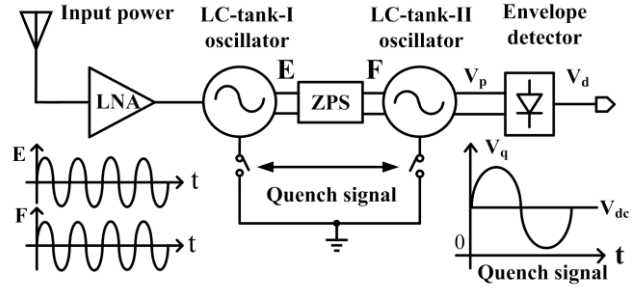 Input power
LC-tank-I
oscillator
LC-tank-II
oscillator
Envelope
detector
LNA
E
ZPS
F
Vp
Vd
E
t
F
t
Quench signal
Vq
Vdc
0
t
Quench signal